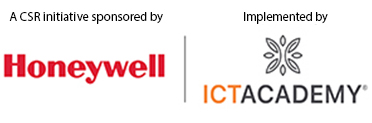 A CSR initiative sponsored by
Honeywell
Implemented by
ICTACADEMY®